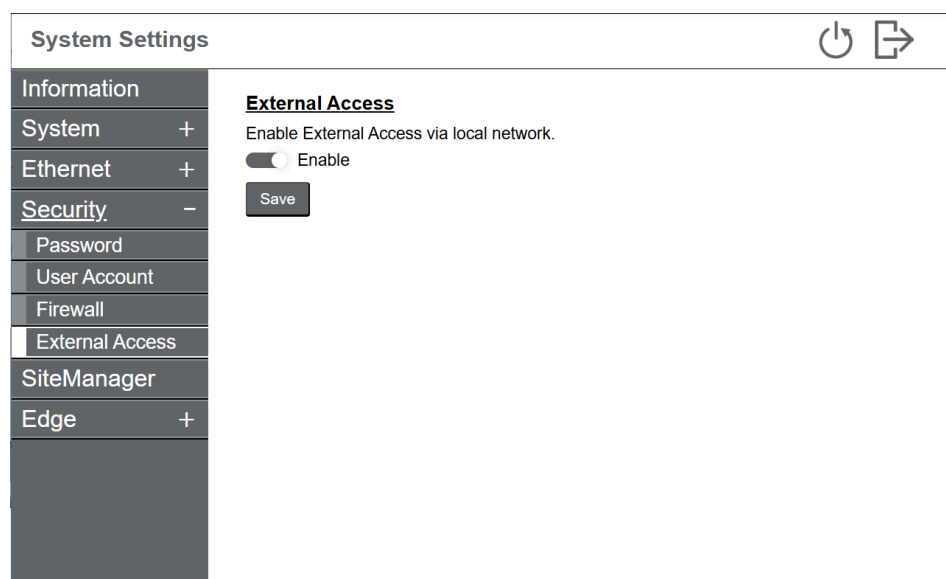 System Settings
Information
System +
Ethernet +
Security −
Password
User Account
Firewall
External Access
SiteManager
Edge +
External Access
Enable External Access via local network.
Enable
Save